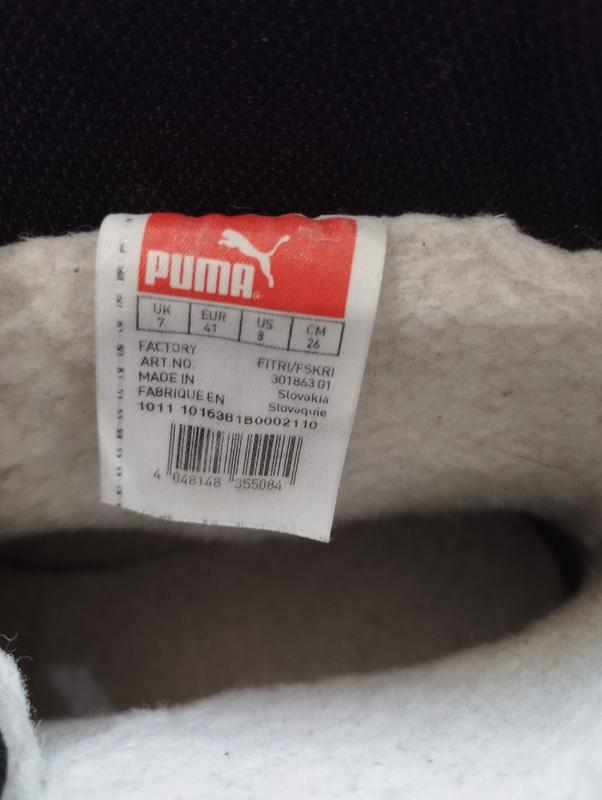 PUMA
UK EUR US CM
7 41 8 26
FACTORY FITRI/FSKRI
ART.NO. 301863 01
MADE IN Slovakia
FABRIQUE EN Slovaquie
1011 101638180002110
4 048148 355084